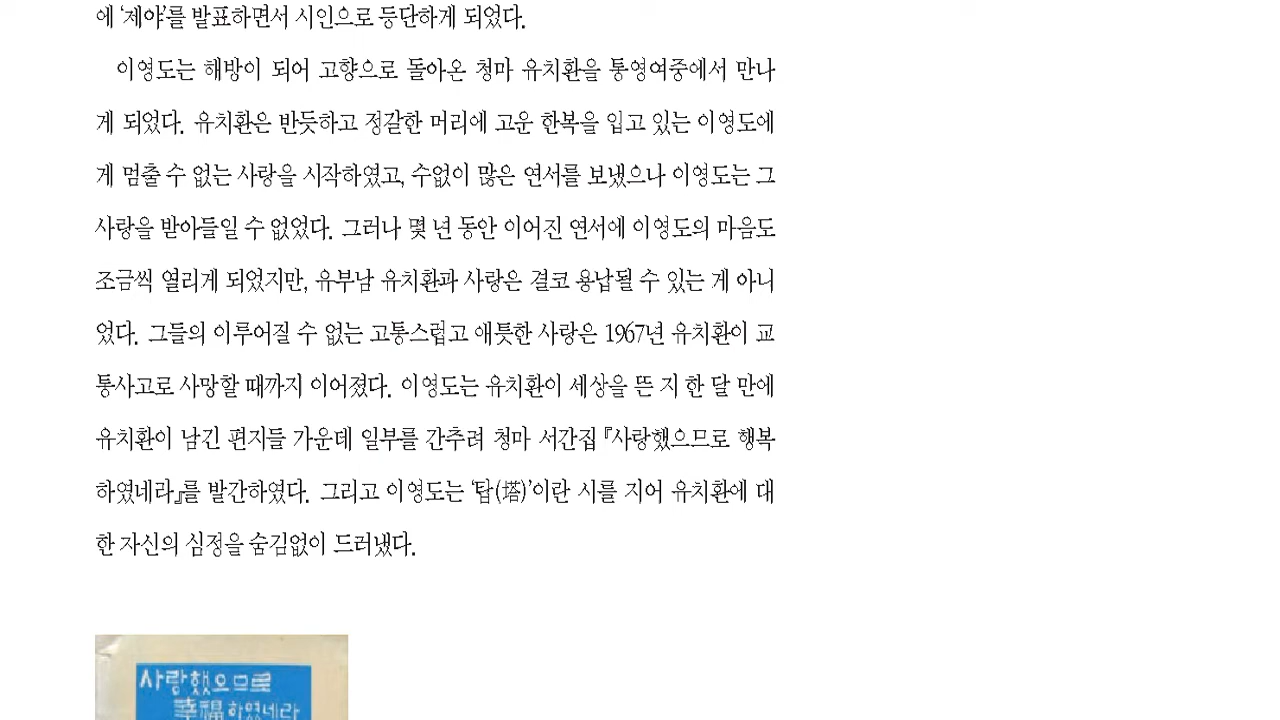 에 ‘제야’를 발표하면서 시인으로 등단하게 되었다.
이영도는 해방이 되어 고향으로 돌아온 청마 유치환을 통영여중에서 만나
게 되었다. 유치환은 반듯하고 정갈한 머리에 고운 한복을 입고 있는 이영도에
게 멈출 수 없는 사랑을 시작하였고, 수없이 많은 연서를 보냈으나 이영도는 그
사랑을 받아들일 수 없었다. 그러나 몇 년 동안 이어진 연서에 이영도의 마음도
조금씩 열리게 되었지만, 유부남 유치환과 사랑은 결코 용납될 수 있는 게 아니
었다. 그들의 이루어질 수 없는 고통스럽고 애틋한 사랑은 1967년 유치환이 교
통사고로 사망할 때까지 이어졌다. 이영도는 유치환이 세상을 뜬 지 한 달 만에
유치환이 남긴 편지들 가운데 일부를 간추려 청마 서간집 『사랑했으므로 행복
하였네라』를 발간하였다. 그리고 이영도는 ‘탑(塔)’이란 시를 지어 유치환에 대
한 자신의 심정을 숨김없이 드러냈다.
사랑했으므로
幸福하였네라